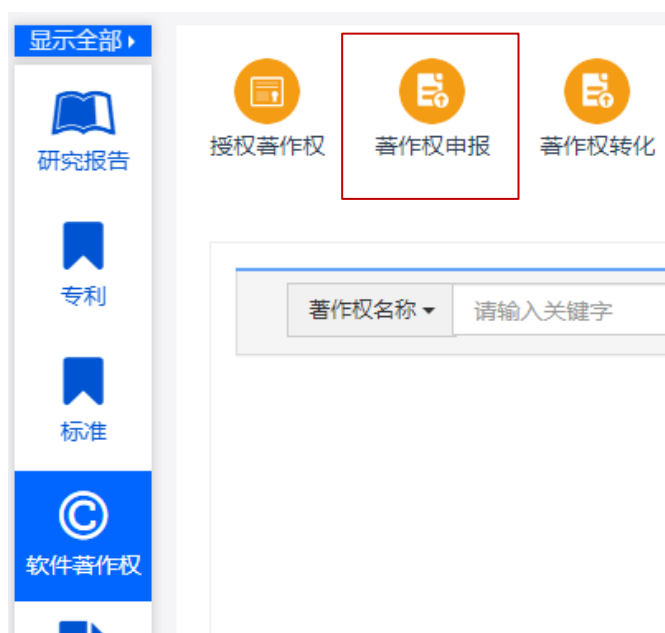 显示全部
研究报告
专利
标准
软件著作权
授权著作权
著作权申报
著作权转化
著作权名称
请输入关键字